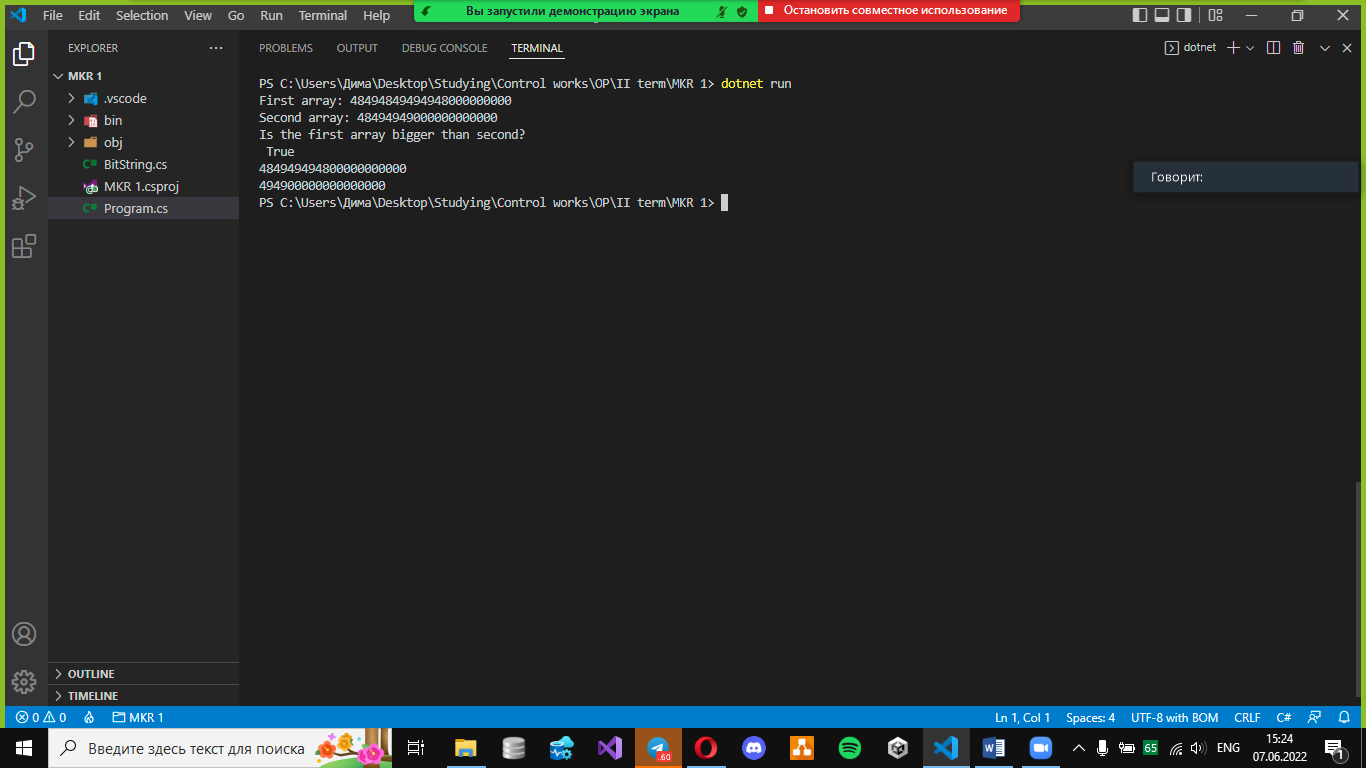 File Edit Selection View Go Run Terminal Help
Вы запустили демонстрацию экрана
Остановить совместное использование
EXPLORER
PROBLEMS OUTPUT DEBUG CONSOLE TERMINAL
dotnet
MKR 1
.vscode
bin
obj
BitString.cs
MKR 1.csproj
Program.cs
PS C:\Users\Дима\Desktop\Studying\Control works\OP\II term\MKR 1> dotnet run
First array: 48494849494948000000000
Second array: 48494949000000000000
Is the first array bigger than second?
True
484949494800000000000
494900000000000000
PS C:\Users\Дима\Desktop\Studying\Control works\OP\II term\MKR 1>
Говорит:
OUTLINE
TIMELINE
0 0 MKR 1
Ln 1, Col 1 Spaces: 4 UTF-8 with BOM CRLF C#
Введите здесь текст для поиска
.60
65
ENG
15:24
07.06.2022
1